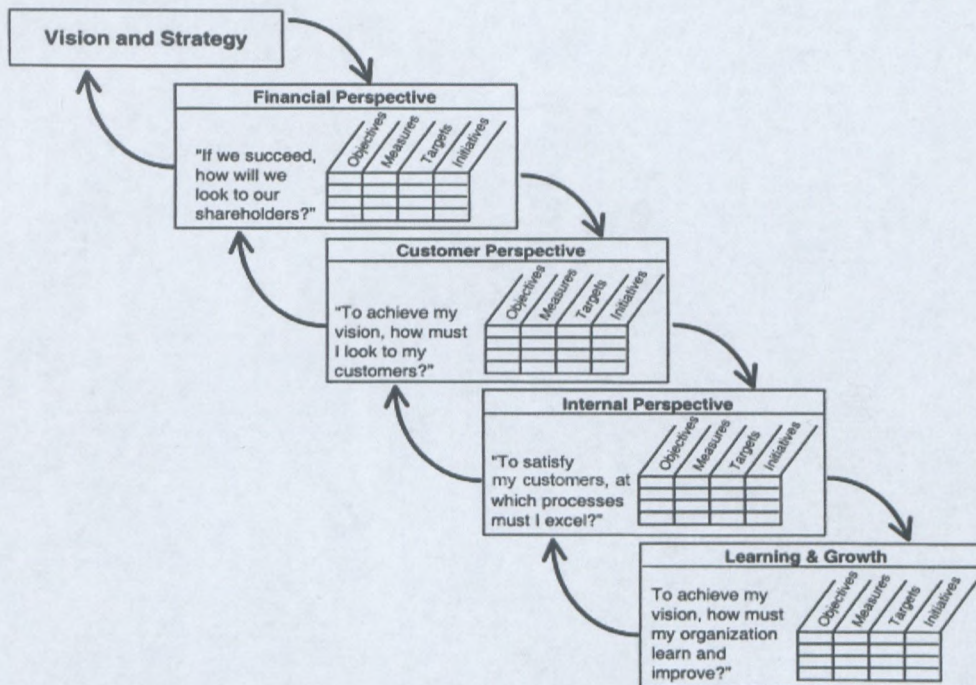 Vision and Strategy
Financial Perspective
"If we succeed,
how will we
look to our
shareholders?"
Objectives
Measures
Targets
Initiatives
Customer Perspective
"To achieve my
vision, how must
I look to my
customers?"
Objectives
Measures
Targets
Initiatives
Internal Perspective
"To satisfy
my customers, at
which processes
must I excel?"
Objectives
Measures
Targets
Initiatives
Learning & Growth
To achieve my
vision, how must
my organization
learn and
improve?"
Objectives
Measures
Targets
Initiatives